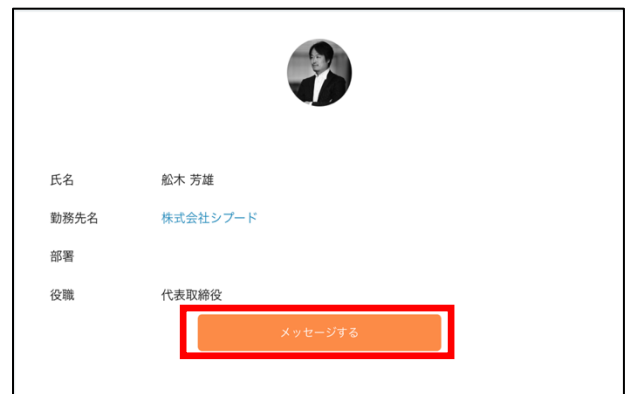 氏名 舩木 芳雄
勤務先名 株式会社シプード
部署
役職 代表取締役
メッセージする